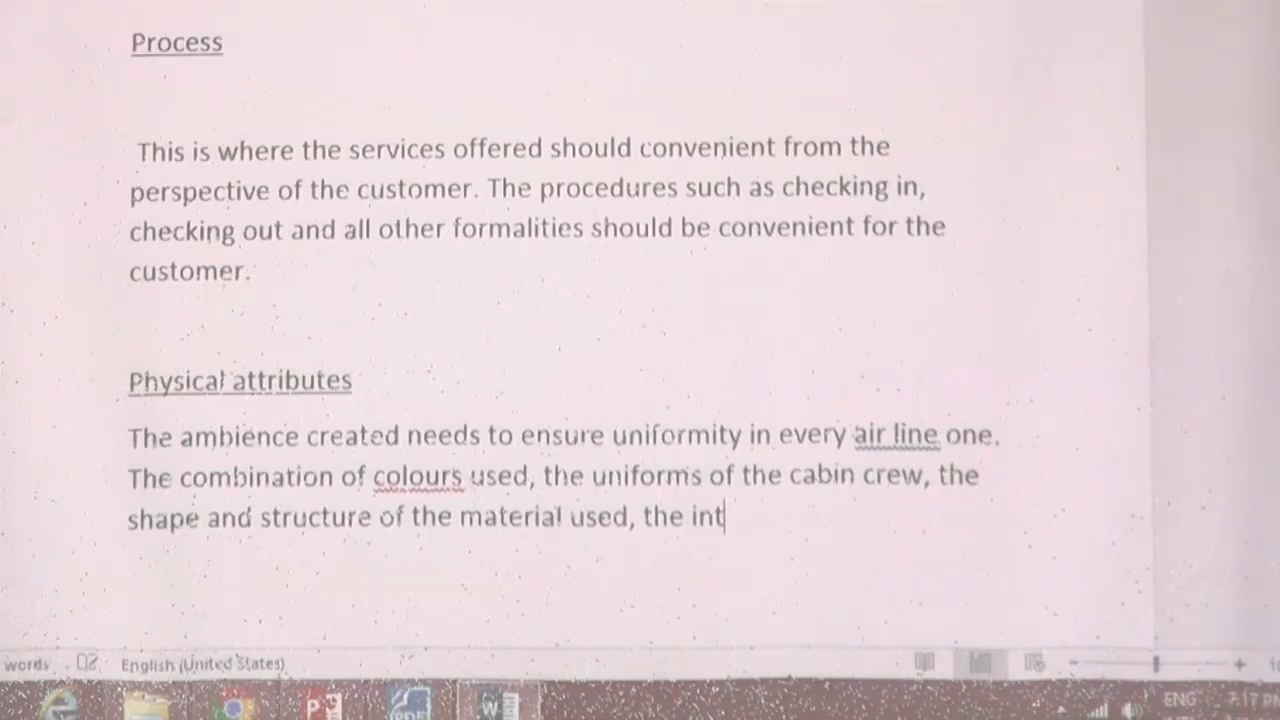 Process
This is where the services offered should convenient from the
perspective of the customer. The procedures such as checking in,
checking out and all other formalities should be convenient for the
customer.
Physical attributes
The ambience created needs to ensure uniformity in every air line one.
The combination of colours used, the uniforms of the cabin crew, the
shape and structure of the material used, the int
words English (United States)
ENG 7:17